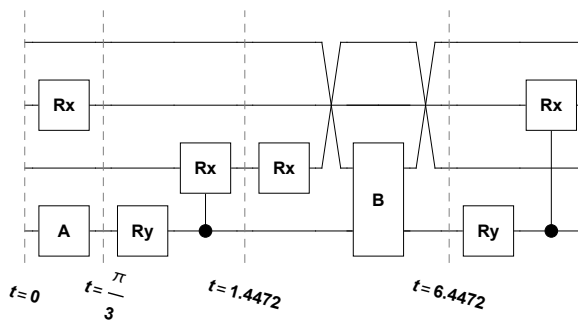 Rx
Rx
Rx
Rx
A
Ry
B
Ry
t=0
t=π/3
t=1.4472
t=6.4472